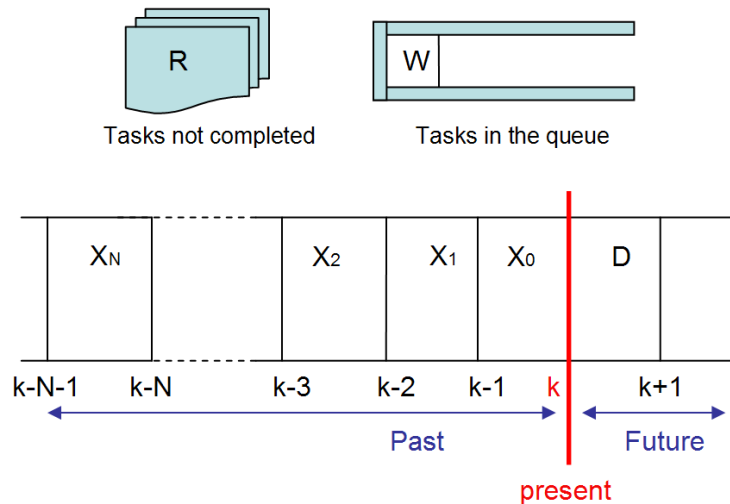 R W
Tasks not completed Tasks in the queue
XN X2 X1 X0 D
k-N-1 k-N k-3 k-2 k-1 k k+1
Past Future
present